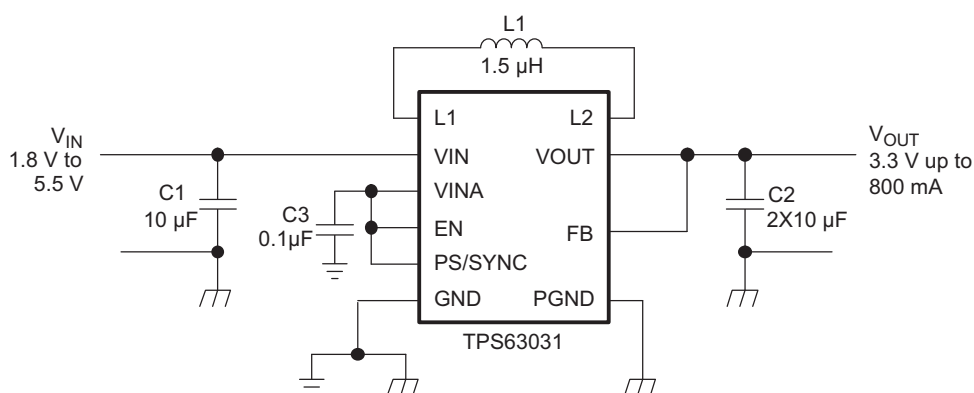 L1
1.5 µH
L1
L2
VIN
1.8 V to
5.5 V
VIN
VOUT
VOUT
3.3 V up to
800 mA
C1
10 µF
VINA
C3
0.1µF
EN
C2
2X10 µF
FB
PS/SYNC
GND
PGND
TPS63031